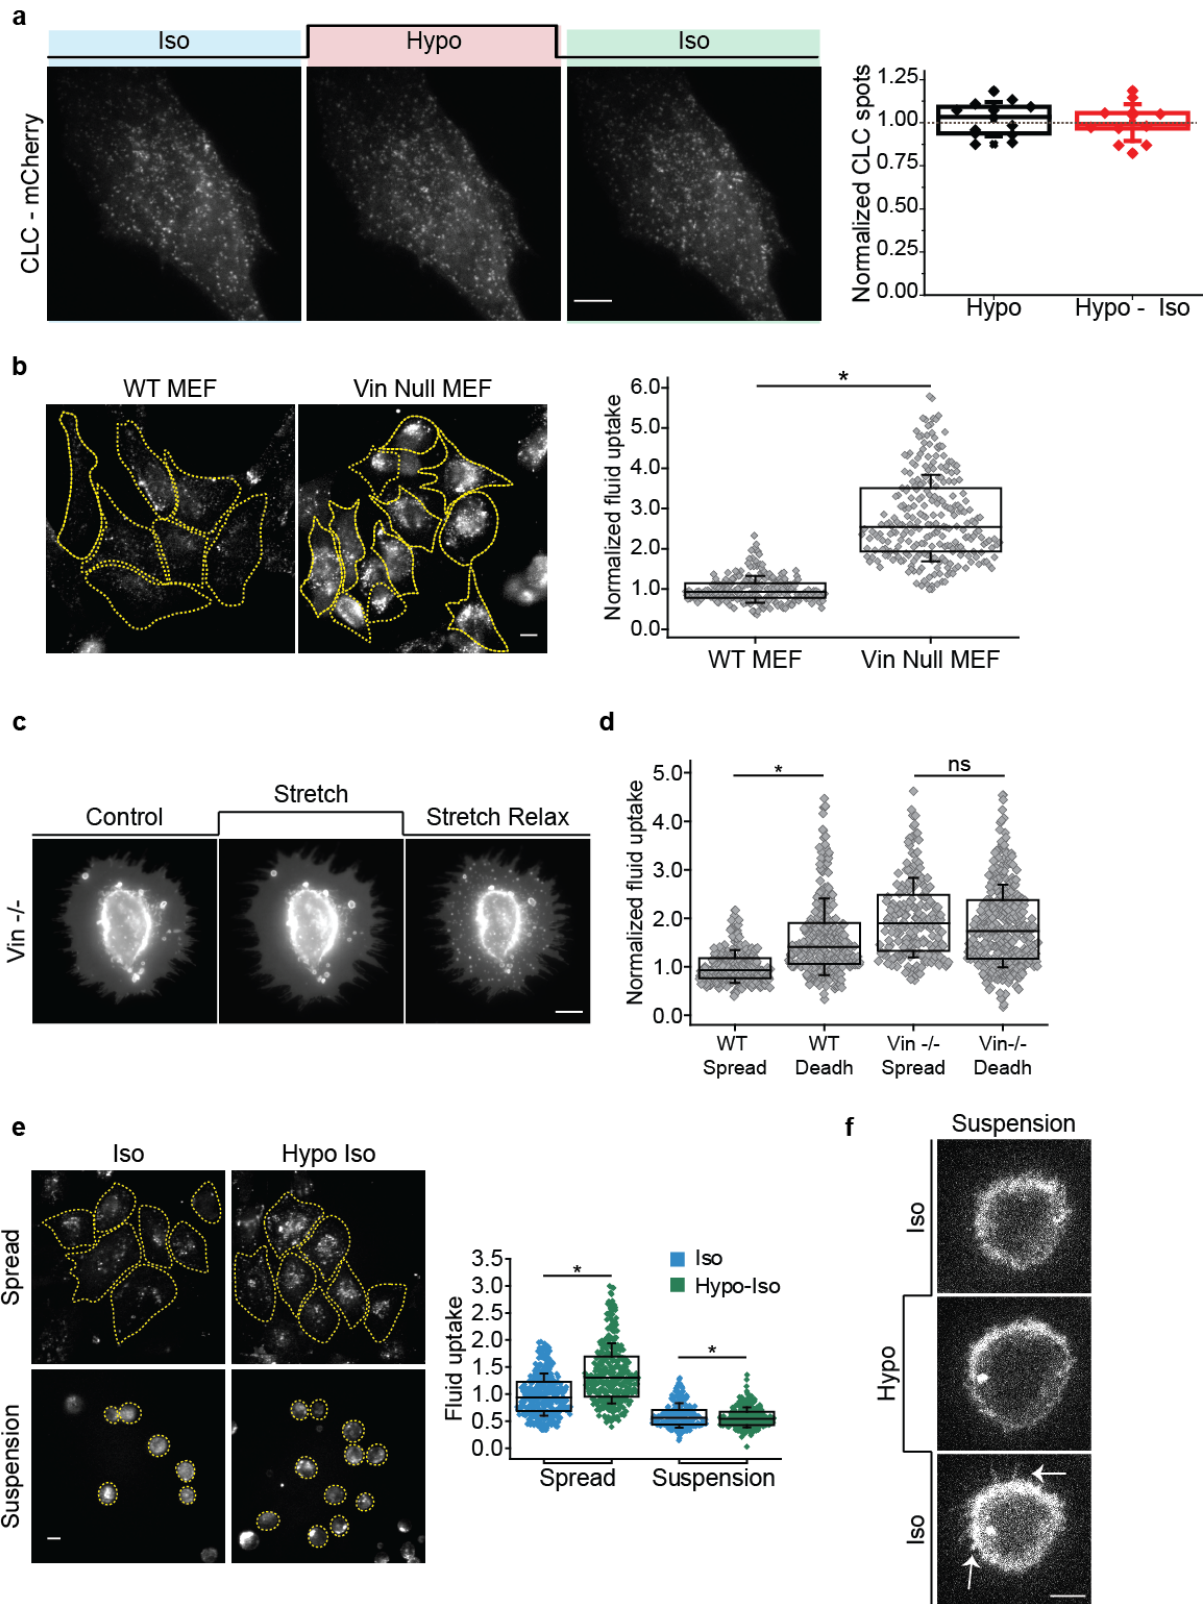 a
Iso
Hypo
Iso
CLC - mCherry
Normalized CLC spots
1.25
1.00
0.75
0.50
0.25
0.00
Hypo
Hypo - Iso
b
WT MEF
Vin Null MEF
Normalized fluid uptake
6.0
5.0
4.0
3.0
2.0
1.0
0.0
*
WT MEF
Vin Null MEF
c
Control
Stretch
Stretch Relax
Vin -/-
d
Normalized fluid uptake
5.0
4.0
3.0
2.0
1.0
0.0
*
ns
WT
Spread
WT
Deadh
Vin -/-
Spread
Vin-/-
Deadh
e
Iso
Hypo Iso
Spread
Suspension
Fluid uptake
3.5
3.0
2.5
2.0
1.5
1.0
0.5
0.0
*
*
Iso
Hypo-Iso
Spread
Suspension
f
Suspension
Iso
Hypo
Iso